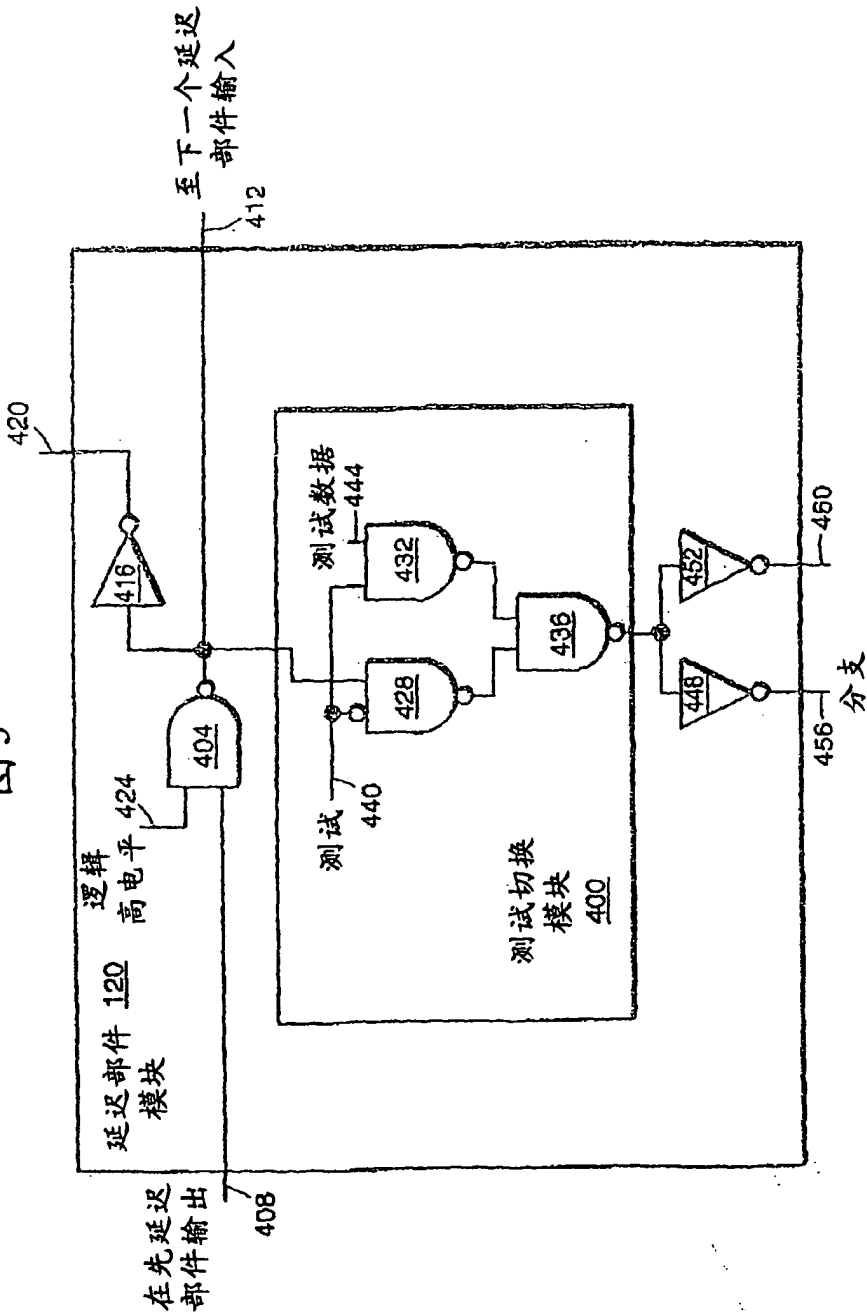 图5
420
延迟部件 120
模块
逻辑
高电平
424
416
404
在先延迟
部件输出
408
至下一个延迟
部件输入
412
测试
440
测试数据
444
428
432
436
测试切换
模块
400
448
452
456
分支
460